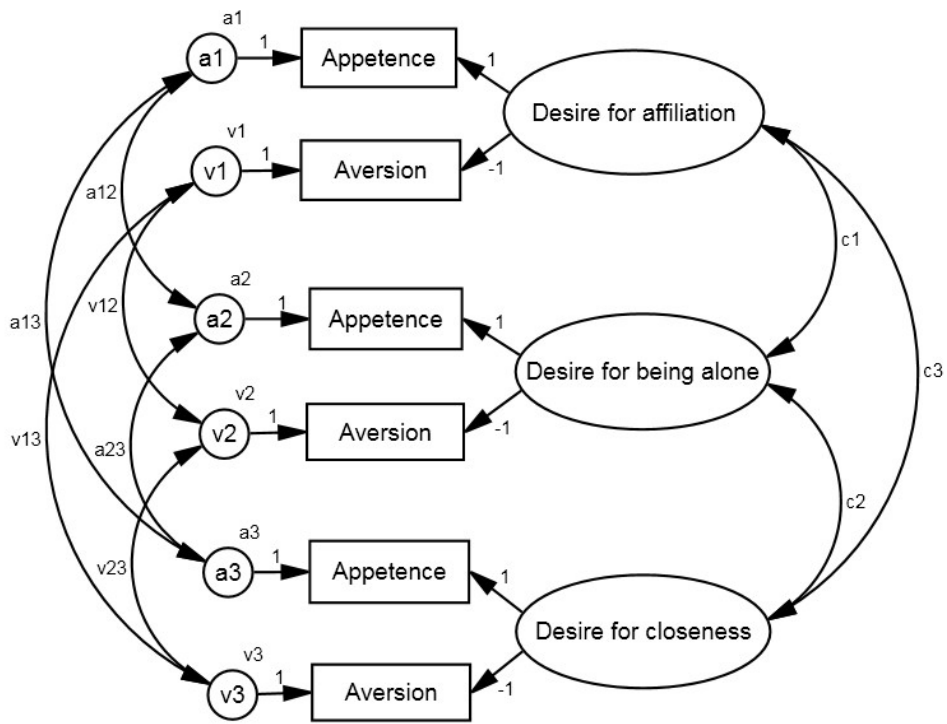 a1
a1
1
Appetence
1
Desire for affiliation
v1
v1
1
Aversion
-1
a12
c1
a2
a2
1
Appetence
1
v12
a13
Desire for being alone
c3
v2
v2
1
Aversion
-1
v13
a23
c2
a3
a3
1
Appetence
1
v23
Desire for closeness
v3
v3
1
Aversion
-1